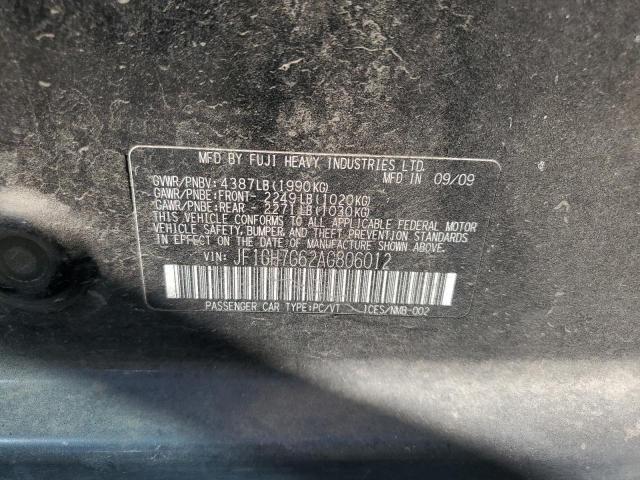 MFD BY FUJI HEAVY INDUSTRIES LTD.
GVWR/PNBV: 4387LB(1990KG) MFD IN 09/09
GAWR/PNBE:FRONT- 2249LB(1020KG)
GAWR/PNBE:REAR - 2271LB(1030KG)
THIS VEHICLE CONFORMS TO ALL APPLICABLE FEDERAL MOTOR
VEHICLE SAFETY, BUMPER, AND THEFT PREVENTION STANDARDS
IN EFFECT ON THE DATE OF MANUFACTURE SHOWN ABOVE.
VIN: JF1GH7G62AG806012
PASSENGER CAR TYPE:PC/VT ICES/NMB-002